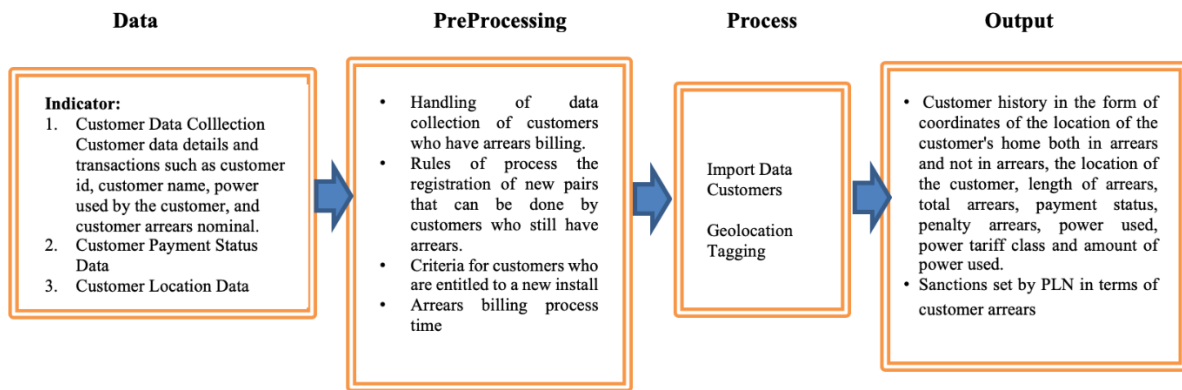 Data
PreProcessing
Process
Output
Indicator:
1. Customer Data Colllection
Customer data details and
transactions such as customer
id, customer name, power
used by the customer, and
customer arrears nominal.
2. Customer Payment Status
Data
3. Customer Location Data
• Handling of data
collection of customers
who have arrears billing.
• Rules of process the
registration of new pairs
that can be done by
customers who still have
arrears.
• Criteria for customers who
are entitled to a new install
• Arrears billing process
time
Import Data
Customers
Geolocation
Tagging
• Customer history in the form of
coordinates of the location of the
customer's home both in arrears
and not in arrears, the location of
the customer, length of arrears,
total arrears, payment status,
penalty arrears, power used,
power tariff class and amount of
power used.
• Sanctions set by PLN in terms of
customer arrears